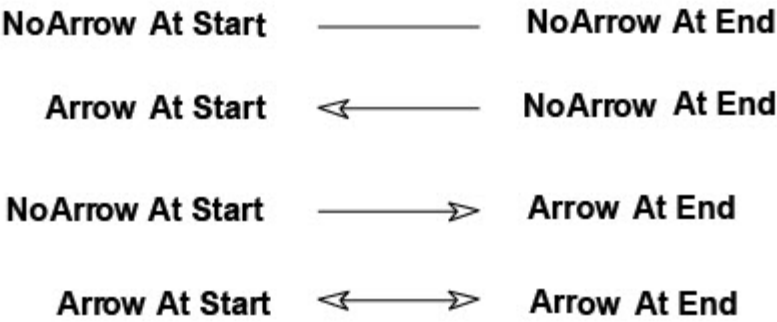 NoArrow At Start NoArrow At End
Arrow At Start NoArrow At End
NoArrow At Start Arrow At End
Arrow At Start Arrow At End